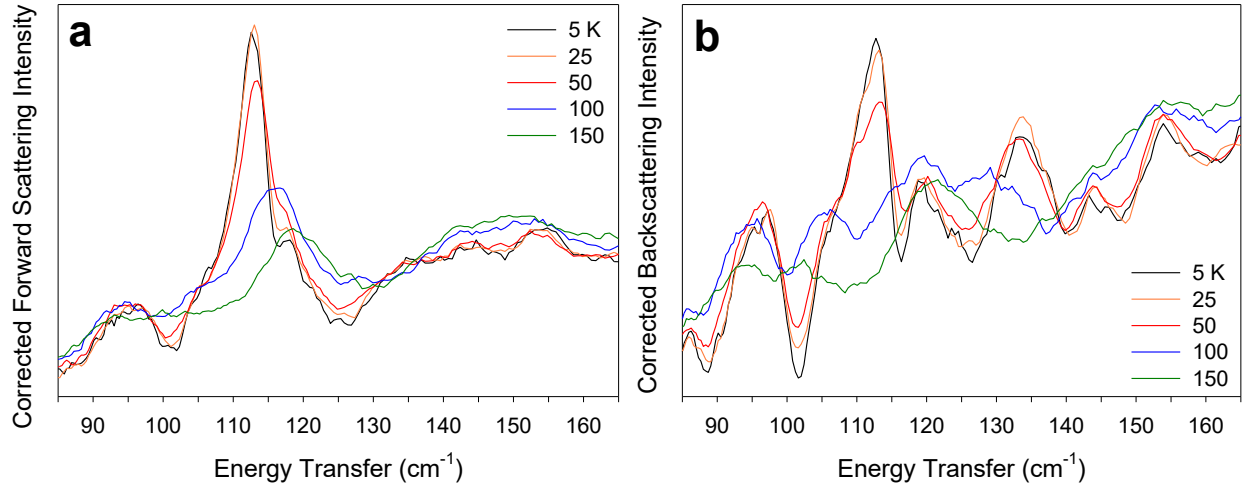 a
5 K
25
50
100
150
Corrected Forward Scattering Intensity
90 100 110 120 130 140 150 160
Energy Transfer (cm⁻¹)
b
5 K
25
50
100
150
Corrected Backscattering Intensity
90 100 110 120 130 140 150 160
Energy Transfer (cm⁻¹)